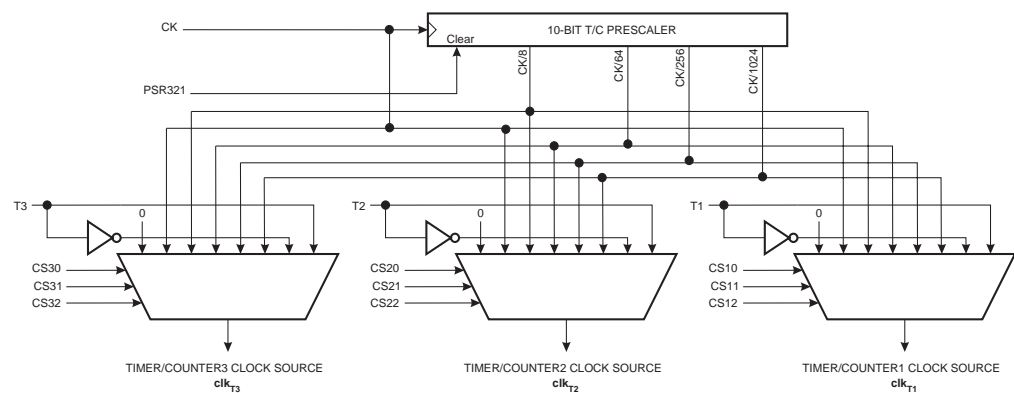 CK
10-BIT T/C PRESCALER
Clear
CK/8
CK/64
CK/256
CK/1024
PSR321
T3
0
T2
0
T1
0
CS30
CS31
CS32
CS20
CS21
CS22
CS10
CS11
CS12
TIMER/COUNTER3 CLOCK SOURCE
clkT3
TIMER/COUNTER2 CLOCK SOURCE
clkT2
TIMER/COUNTER1 CLOCK SOURCE
clkT1